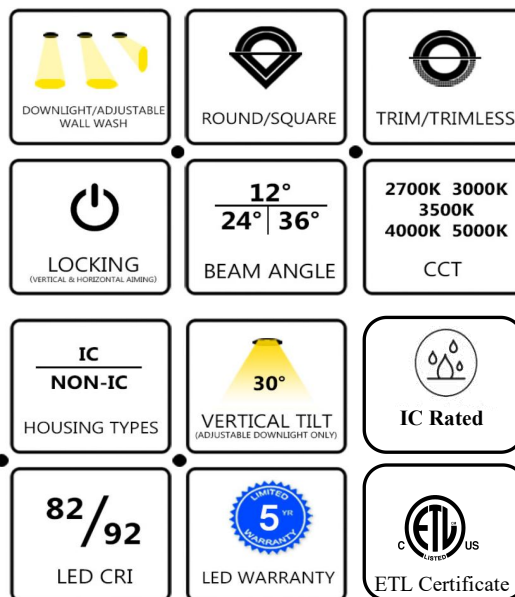 DOWNLIGHT/ADJUSTABLE
WALL WASH
ROUND/SQUARE
TRIM/TRIMLESS
LOCKING
(VERTICAL & HORIZONTAL AIMING)
12°
24° 36°
BEAM ANGLE
2700K 3000K
3500K
4000K 5000K
CCT
IC
NON-IC
HOUSING TYPES
30°
VERTICAL TILT
(ADJUSTABLE DOWNLIGHT ONLY)
IC Rated
82/92
LED CRI
LIMITED
5 YR
WARRANTY
LED WARRANTY
ETL
C US
LISTED
ETL Certificate